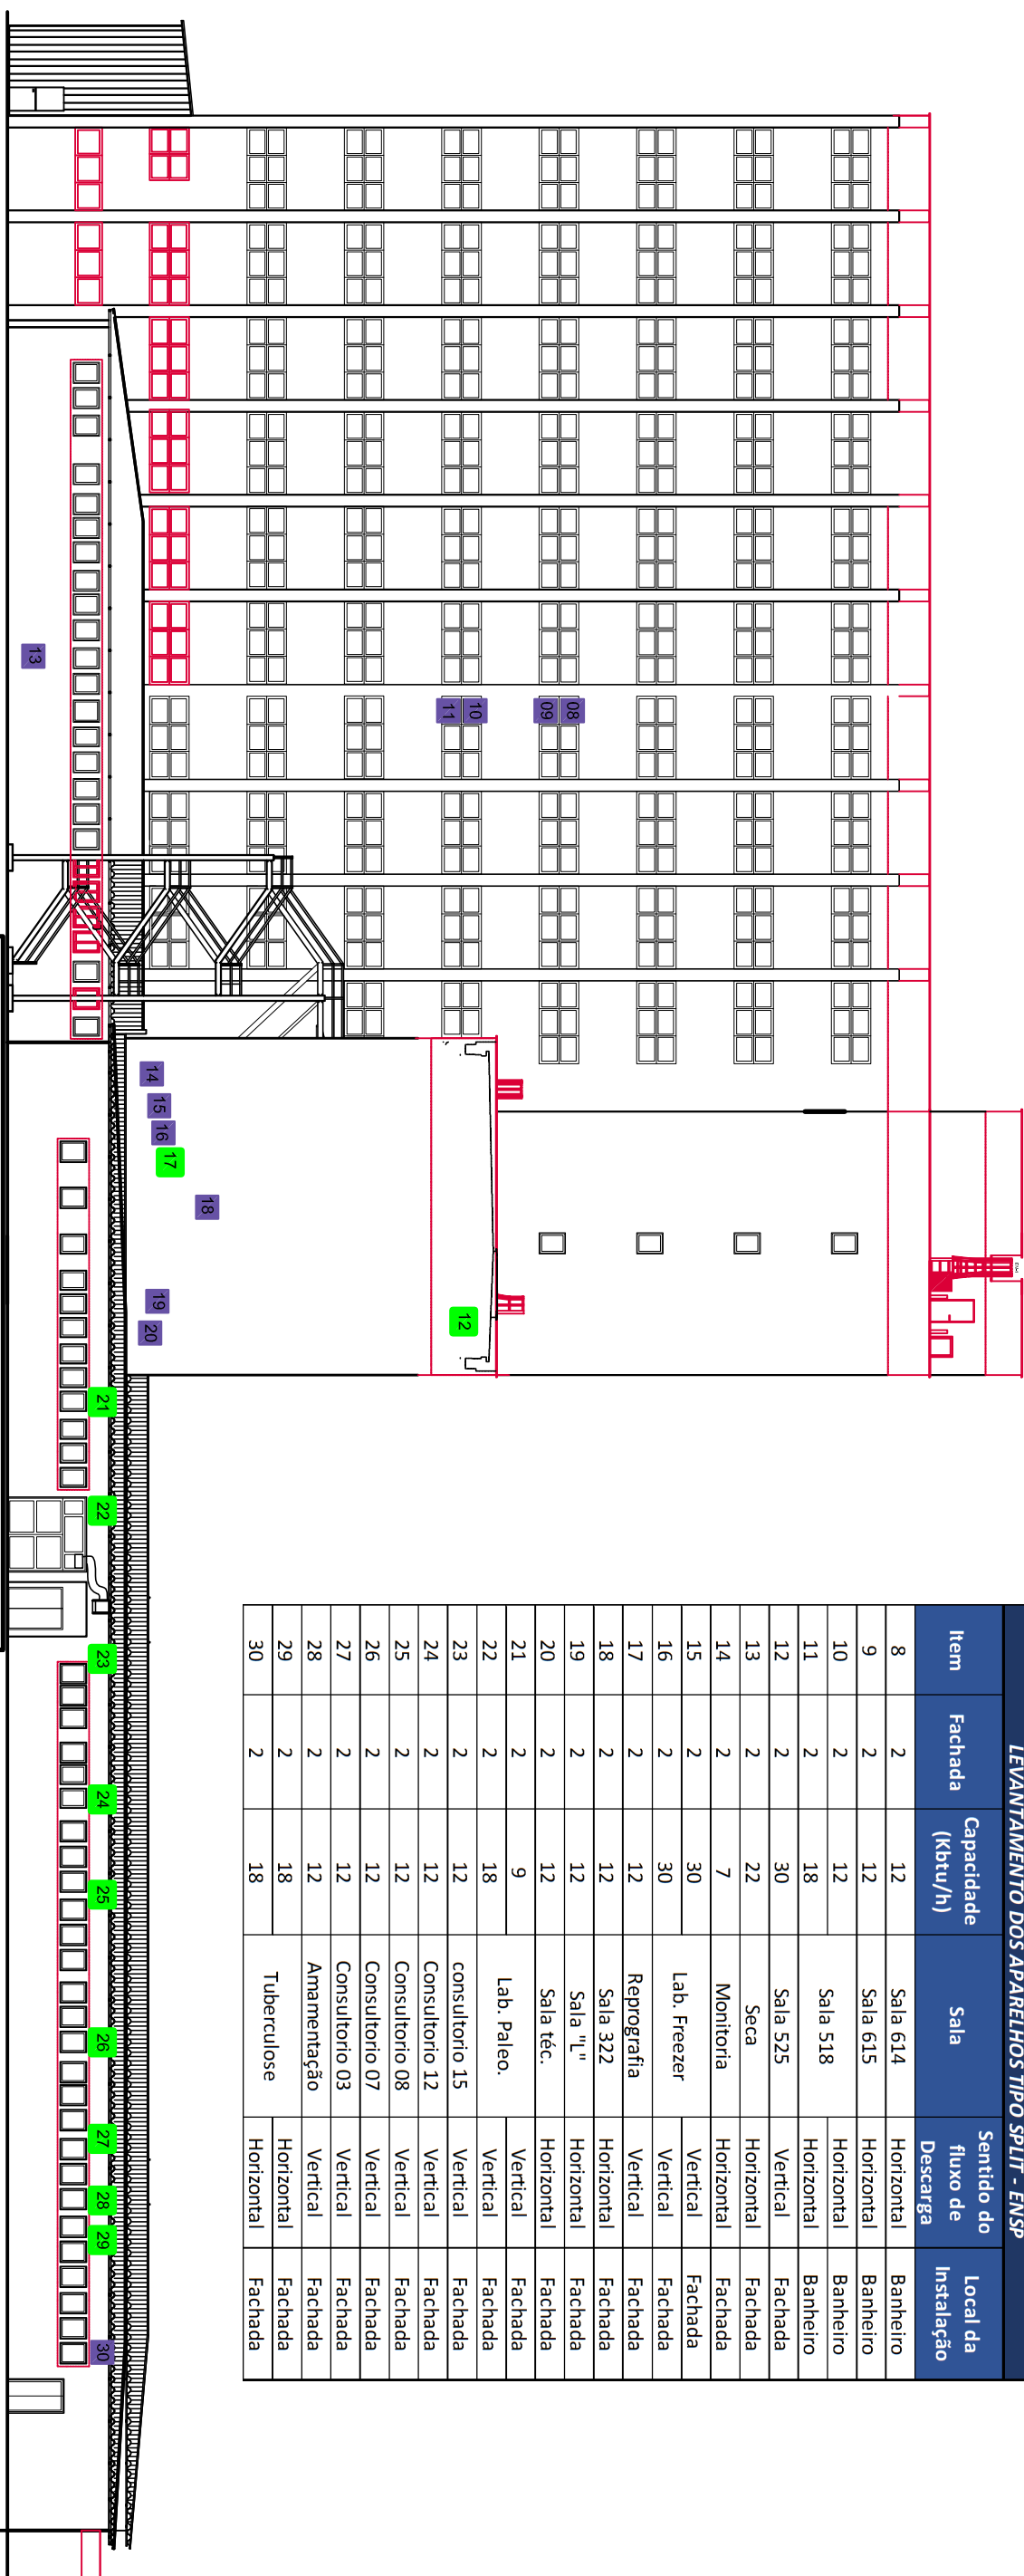 LEVANTAMENTO DOS APARELHOS TIPO SPLIT - ENSP
Item Fachada Capacidade (Kbtu/h) Sala Sentido do fluxo de Descarga Local da Instalação
8 2 12 Sala 614 Horizontal Banheiro
9 2 12 Sala 615 Horizontal Banheiro
10 2 12 Sala 518 Horizontal Banheiro
11 2 18 Horizontal Banheiro
12 2 30 Sala 525 Vertical Fachada
13 2 22 Seca Horizontal Fachada
14 2 7 Monitoria Horizontal Fachada
15 2 30 Lab. Freezer Vertical Fachada
16 2 30 Vertical Fachada
17 2 12 Reprografia Vertical Fachada
18 2 12 Sala 322 Horizontal Fachada
19 2 12 Sala "L" Horizontal Fachada
20 2 12 Sala téc. Horizontal Fachada
21 2 9 Lab. Paleo. Vertical Fachada
22 2 18 Vertical Fachada
23 2 12 consultorio 15 Vertical Fachada
24 2 12 Consultorio 12 Vertical Fachada
25 2 12 Consultorio 08 Vertical Fachada
26 2 12 Consultorio 07 Vertical Fachada
27 2 12 Consultorio 03 Vertical Fachada
28 2 12 Amamentação Vertical Fachada
29 2 18 Tuberculose Horizontal Fachada
30 2 18 Horizontal Fachada
08
09
10
11
12
13
14
15
16
17
18
19
20
21
22
23
24
25
26
27
28
29
30